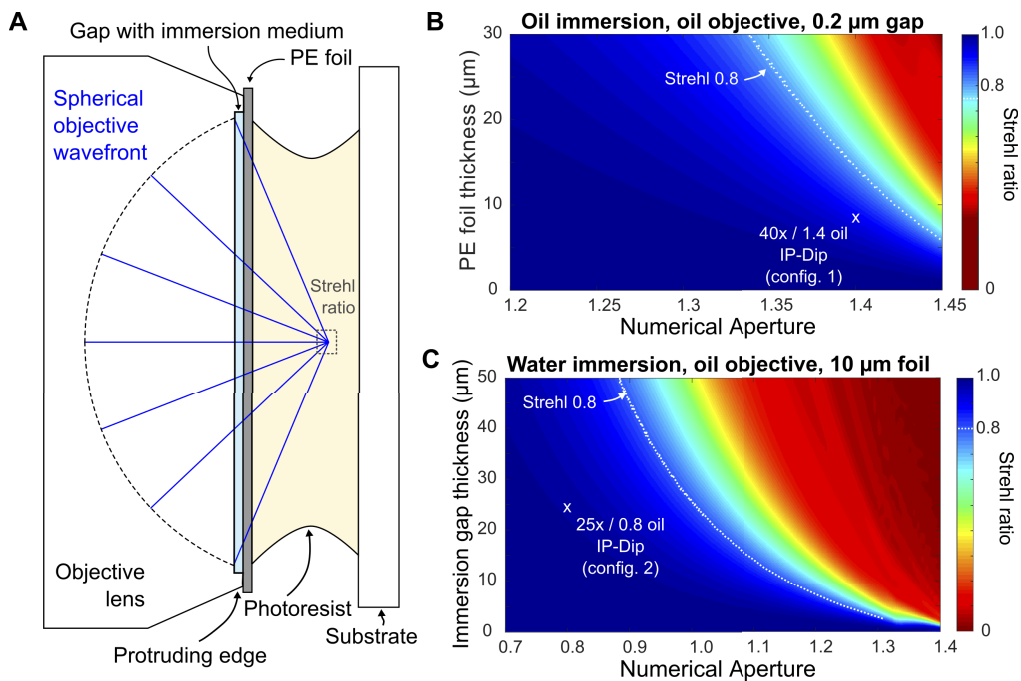 A
Gap with immersion medium
PE foil
Spherical
objective
wavefront
Strehl
ratio
Objective
lens
Photoresist
Substrate
Protruding edge
B
Oil immersion, oil objective, 0.2 µm gap
PE foil thickness (µm)
30
20
10
0
Strehl 0.8
40x / 1.4 oil
IP-Dip
(config. 1)
x
1.2
1.25
1.3
1.35
1.4
1.45
Numerical Aperture
1.0
0.8
0
Strehl ratio
C
Water immersion, oil objective, 10 µm foil
Immersion gap thickness (µm)
50
40
30
20
10
0
Strehl 0.8
x
25x / 0.8 oil
IP-Dip
(config. 2)
0.7
0.8
0.9
1.0
1.1
1.2
1.3
1.4
Numerical Aperture
1.0
0.8
0
Strehl ratio